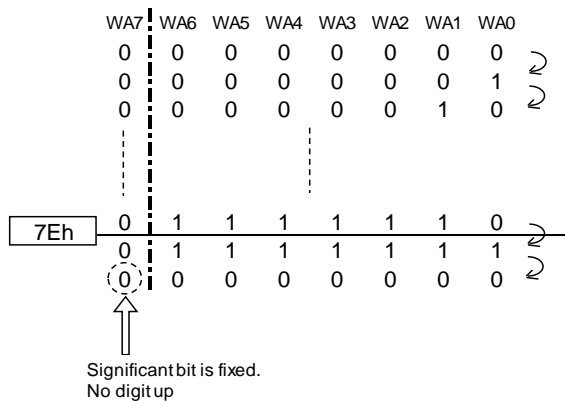 WA7 WA6 WA5 WA4 WA3 WA2 WA1 WA0
0 0 0 0 0 0 0 0
0 0 0 0 0 0 0 1
0 0 0 0 0 0 1 0
0 1 1 1 1 1 1 0
7Eh
0 1 1 1 1 1 1 1
0 0 0 0 0 0 0 0
Significant bit is fixed.
No digit up